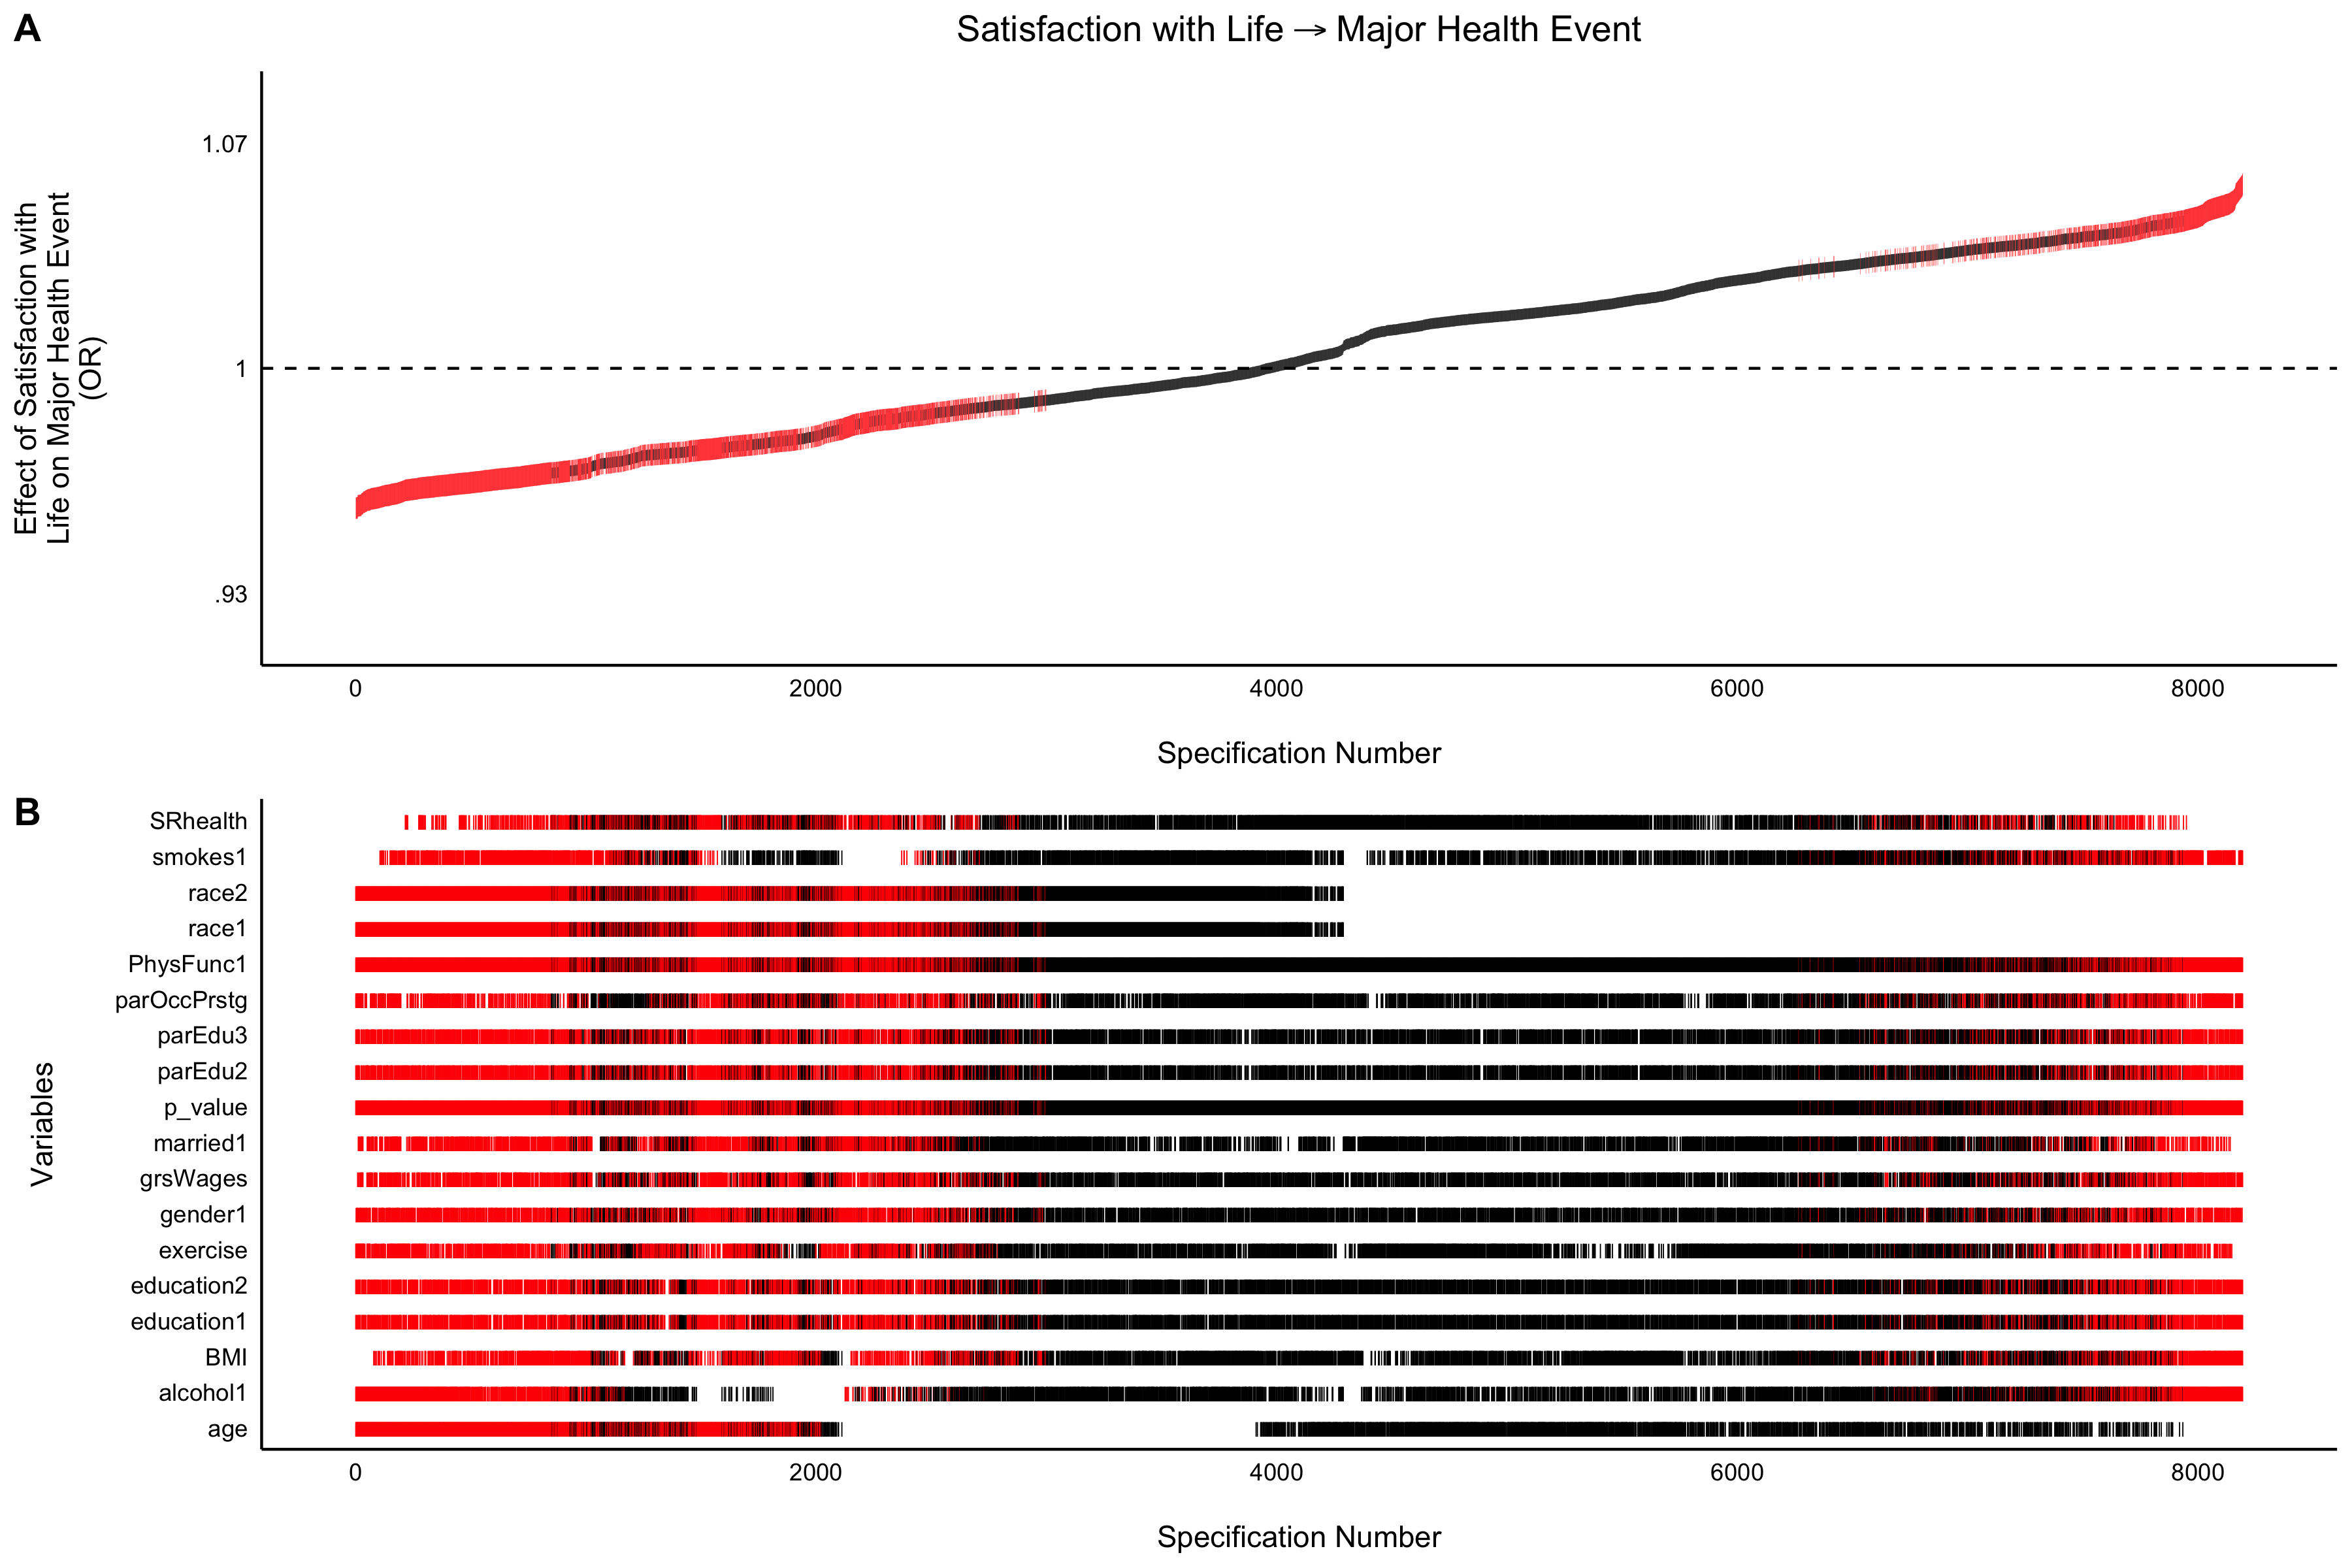 A
Satisfaction with Life → Major Health Event
1.07
1
.93
Effect of Satisfaction with
Life on Major Health Event
(OR)
0 2000 4000 6000 8000
Specification Number
B
SRhealth
smokes1
race2
race1
PhysFunc1
parOccPrstg
parEdu3
parEdu2
p_value
married1
grsWages
gender1
exercise
education2
education1
BMI
alcohol1
age
Variables
0 2000 4000 6000 8000
Specification Number